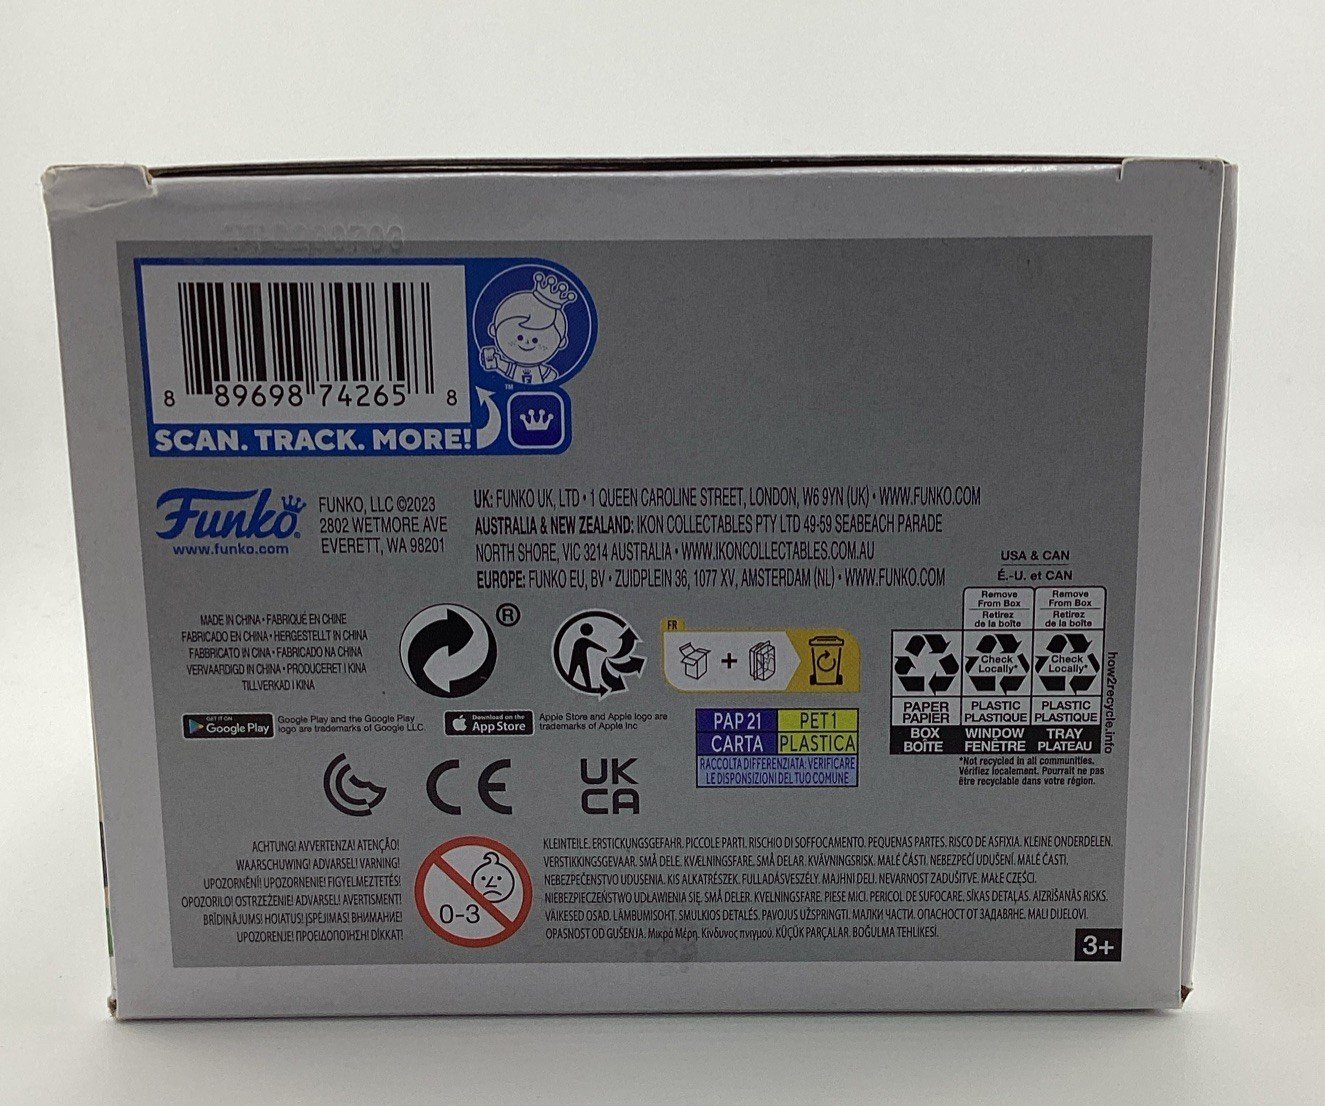 8 89698 74265 8
SCAN. TRACK. MORE!
TM
Funko®
www.funko.com
FUNKO, LLC ©2023
2802 WETMORE AVE
EVERETT, WA 98201
UK: FUNKO UK, LTD • 1 QUEEN CAROLINE STREET, LONDON, W6 9YN (UK) • WWW.FUNKO.COM
AUSTRALIA & NEW ZEALAND: IKON COLLECTABLES PTY LTD 49-59 SEABEACH PARADE
NORTH SHORE, VIC 3214 AUSTRALIA • WWW.IKONCOLLECTABLES.COM.AU
EUROPE: FUNKO EU, BV • ZUIDPLEIN 36, 1077 XV, AMSTERDAM (NL) • WWW.FUNKO.COM
MADE IN CHINA • FABRIQUÉ EN CHINE
FABRICADO EN CHINA • HERGESTELLT IN CHINA
FABBRICATO IN CINA • FABRICADO NA CHINA
VERVAARDIGD IN CHINA • PRODUCERET I KINA
TILLVERKAD I KINA
®
FR
+
USA & CAN
É.-U. et CAN
Remove From Box
Retirez de la boîte
Remove From Box
Retirez de la boîte
Check Locally*
Check Locally*
PAPER PAPIER
PLASTIC PLASTIQUE
PLASTIC PLASTIQUE
BOX BOÎTE
WINDOW FENÊTRE
TRAY PLATEAU
how2recycle.info
*Not recycled in all communities.
Vérifiez localement. Pourrait ne pas
être recyclable dans votre région.
GET IT ON
Google Play
Google Play and the Google Play
logo are trademarks of Google LLC.
Download on the
App Store
Apple Store and Apple logo are
trademarks of Apple Inc
PAP 21 PET1
CARTA PLASTICA
RACCOLTA DIFFERENZIATA: VERIFICARE
LE DISPOSIZIONI DEL TUO COMUNE
CE
UK
CA
ACHTUNG! AVVERTENZA! ATENÇÃO!
WAARSCHUWING! ADVARSEL! VARNING!
UPOZORNĚNÍ! UPOZORNENIE! FIGYELMEZTETÉS!
OPOZORILO! OSTRZEŻENIE! ADVARSEL! AVERTISMENT!
BRĪDINĀJUMS! HOIATUS! ĮSPĖJIMAS! ВНИМАНИЕ!
UPOZORENJE! ΠΡΟΕΙΔΟΠΟΙΗΣΗ! DİKKAT!
0-3
KLEINTEILE. ERSTICKUNGSGEFAHR. PICCOLE PARTI. RISCHIO DI SOFFOCAMENTO. PEQUENAS PARTES. RISCO DE ASFIXIA. KLEINE ONDERDELEN.
VERSTIKKINGSGEVAAR. SMÅ DELE. KVÆLNINGSFARE. SMÅ DELAR. KVÄVNINGSRISK. MALÉ ČÁSTI. NEBEZPEČÍ UDUŠENÍ. MALÉ ČASTI.
NEBEZPEČENSTVO UDUSENIA. KIS ALKATRÉSZEK. FULLADÁSVESZÉLY. MAJHNI DELI. NEVARNOST ZADUŠITVE. MAŁE CZĘŚCI.
NIEBEZPIECZEŃSTWO UDŁAWIENIA SIĘ. SMÅ DELER. KVELNINGSFARE. PIESE MICI. PERICOL DE SUFOCARE. SĪKAS DETAĻAS. AIZRĪŠANĀS RISKS.
VÄIKESED OSAD. LÄMBUMISOHT. SMULKIOS DETALĖS. PAVOJUS UŽSPRINGTI. МАЛКИ ЧАСТИ. ОПАСНОСТ ОТ ЗАДАВЯНЕ. MALI DIJELOVI.
OPASNOST OD GUŠENJA. Μικρά Μέρη. Κίνδυνος πνιγμού. KÜÇÜK PARÇALAR. BOĞULMA TEHLIKESI.
3+